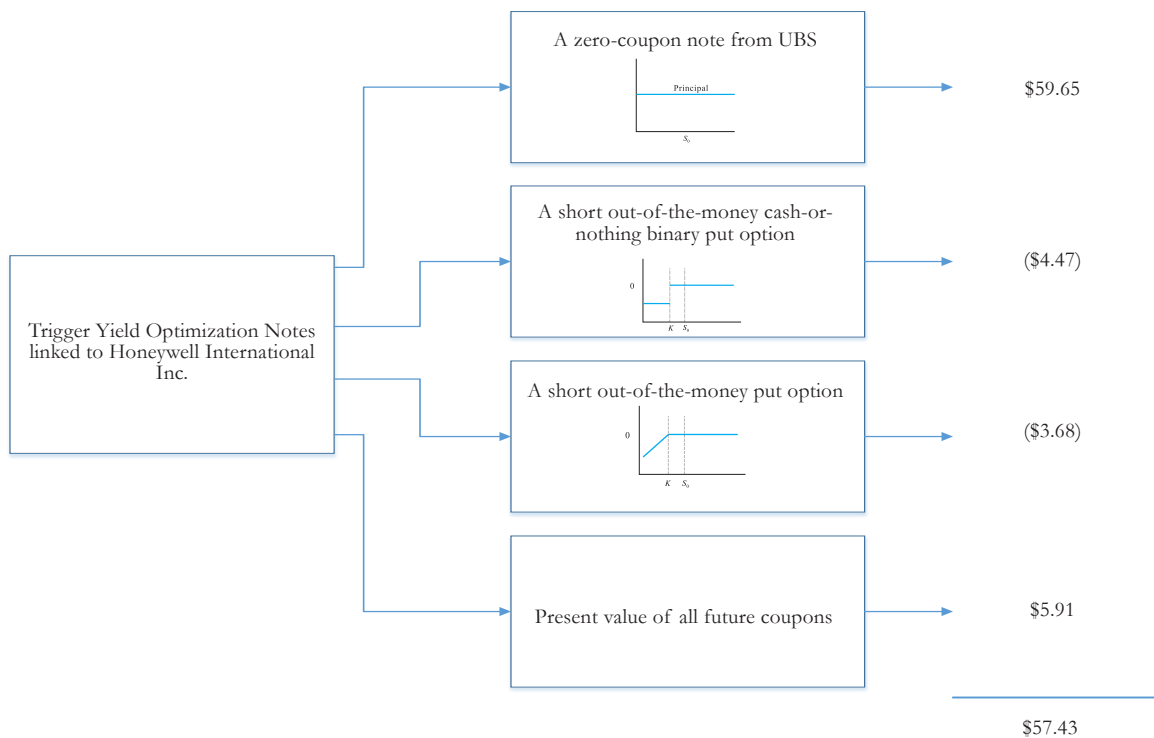 A zero-coupon note from UBS
Principal
S0
$59.65
A short out-of-the-money cash-or-
nothing binary put option
0
K
S0
($4.47)
Trigger Yield Optimization Notes
linked to Honeywell International
Inc.
A short out-of-the-money put option
0
K
S0
($3.68)
Present value of all future coupons
$5.91
$57.43